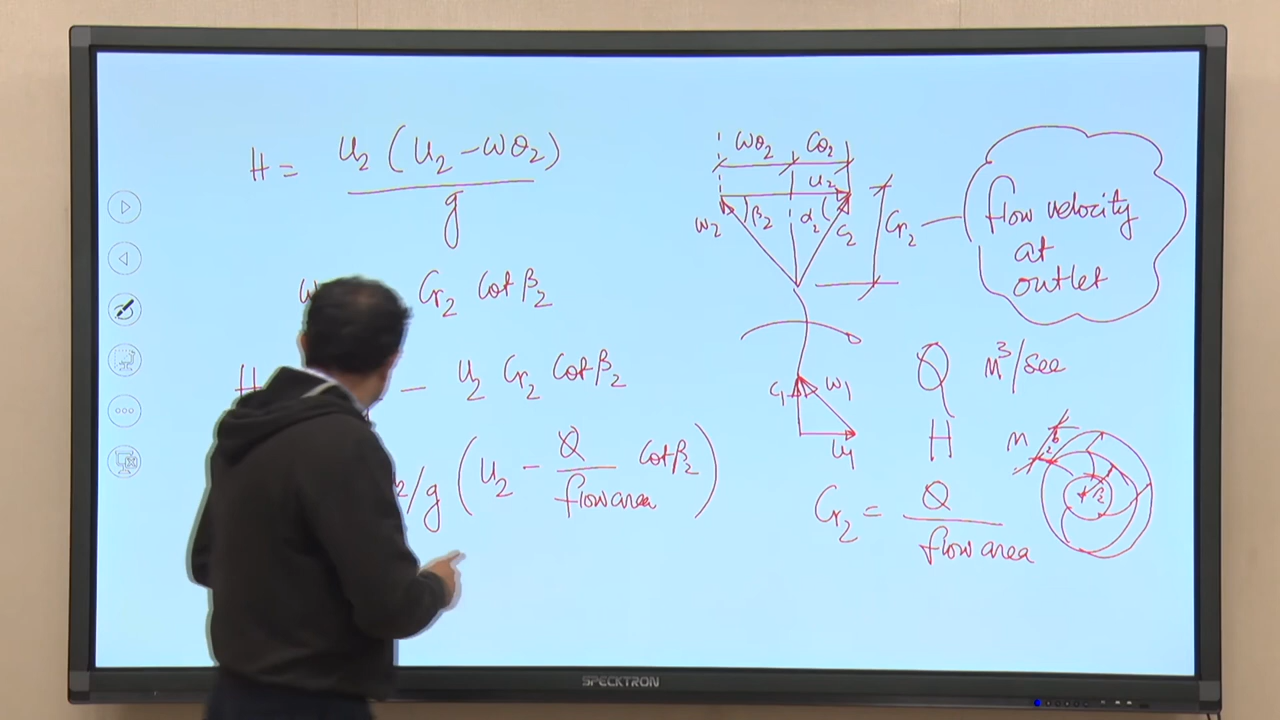 H = U₂ (U₂ - Wθ₂) / g
Cr₂ Cot β₂
H - U₂ Cr₂ Cot β₂
/g (U₂ - Q / flow area cot β₂)
Wθ₂ Cθ₂
U₂
W₂ β₂ α₂ C₂ Cr₂
flow velocity
at
outlet
C₁ W₁
U₁
Q m³/sec
H m
Cr₂ = Q / flow area
SPECKTRON